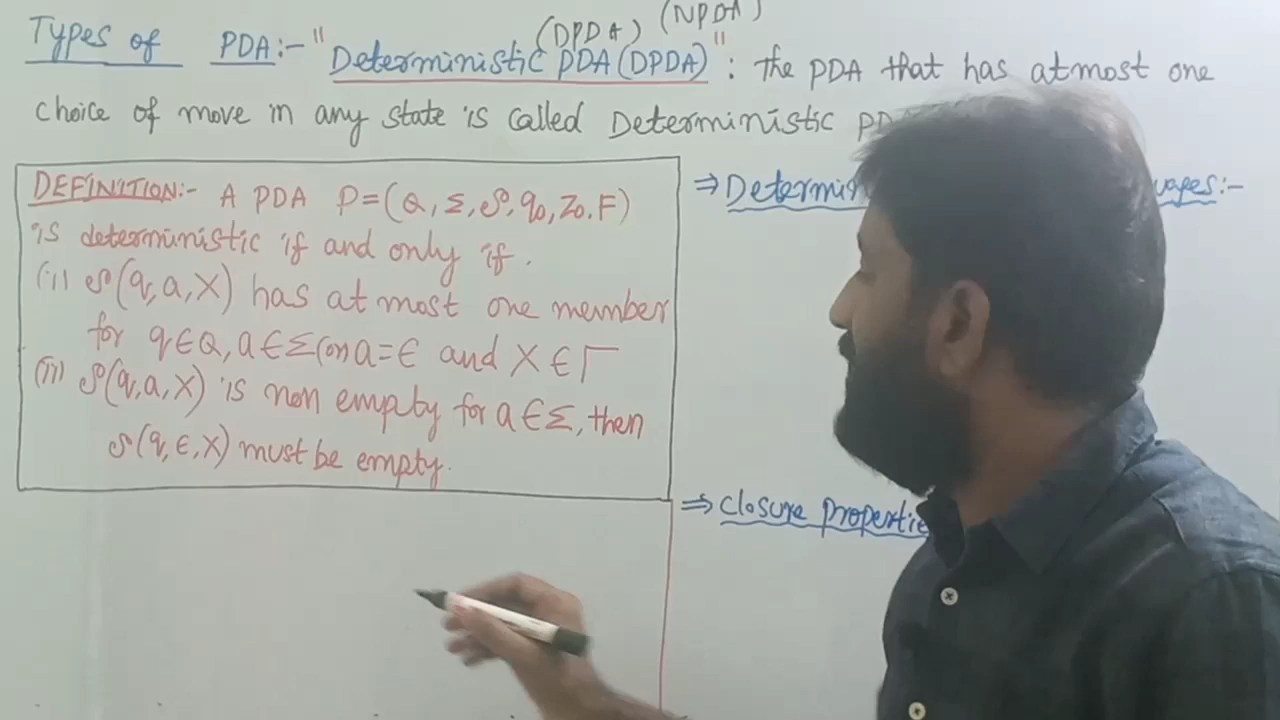 (DPDA) (NPDA)
Types of PDA:- "Deterministic PDA(DPDA)": the PDA that has atmost one
choice of move in any state is called Deterministic
DEFINITION:- A PDA P=(Q,Σ,δ,q0,Z0,F)
is deterministic if and only if.
(i) δ(q,a,X) has at most one member
for q∈Q, a∈Σ (or) a=ϵ and X∈Γ
(ii) δ(q,a,X) is non empty for a∈Σ, then
δ(q,ϵ,X) must be empty.
⇒
⇒ Closure